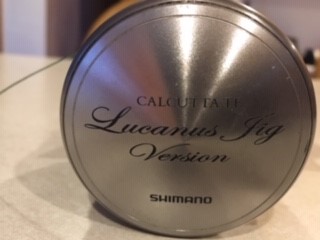 CALCUTTA TE
Lucanus Jig
Version
SHIMANO